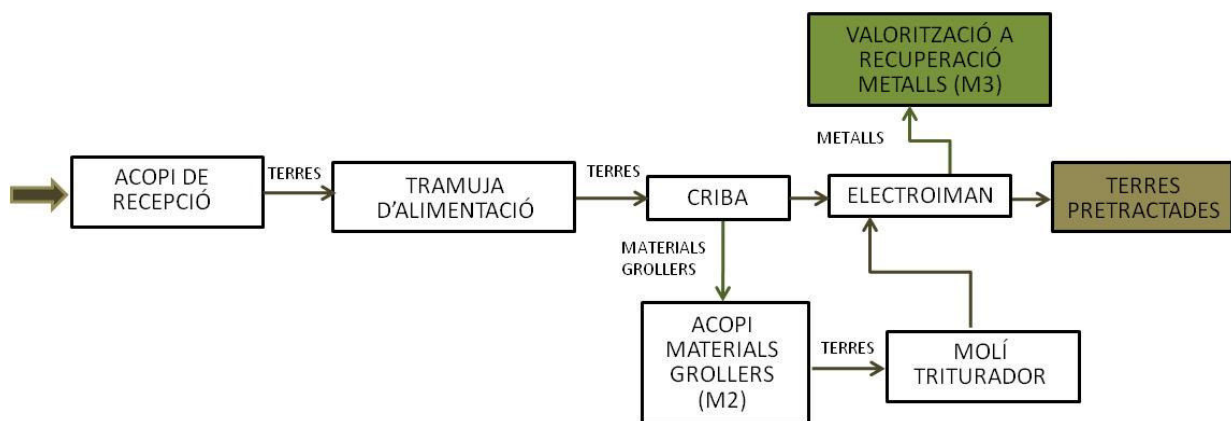 VALORITZACIÓ A
RECUPERACIÓ
METALLS (M3)
METALLS
ACOPI DE
RECEPCIÓ
TERRES
TRAMUJA
D'ALIMENTACIÓ
TERRES
CRIBA
ELECTROIMAN
TERRES
PRETRACTADES
MATERIALS
GROLLERS
ACOPI
MATERIALS
GROLLERS
(M2)
TERRES
MOLÍ
TRITURADOR